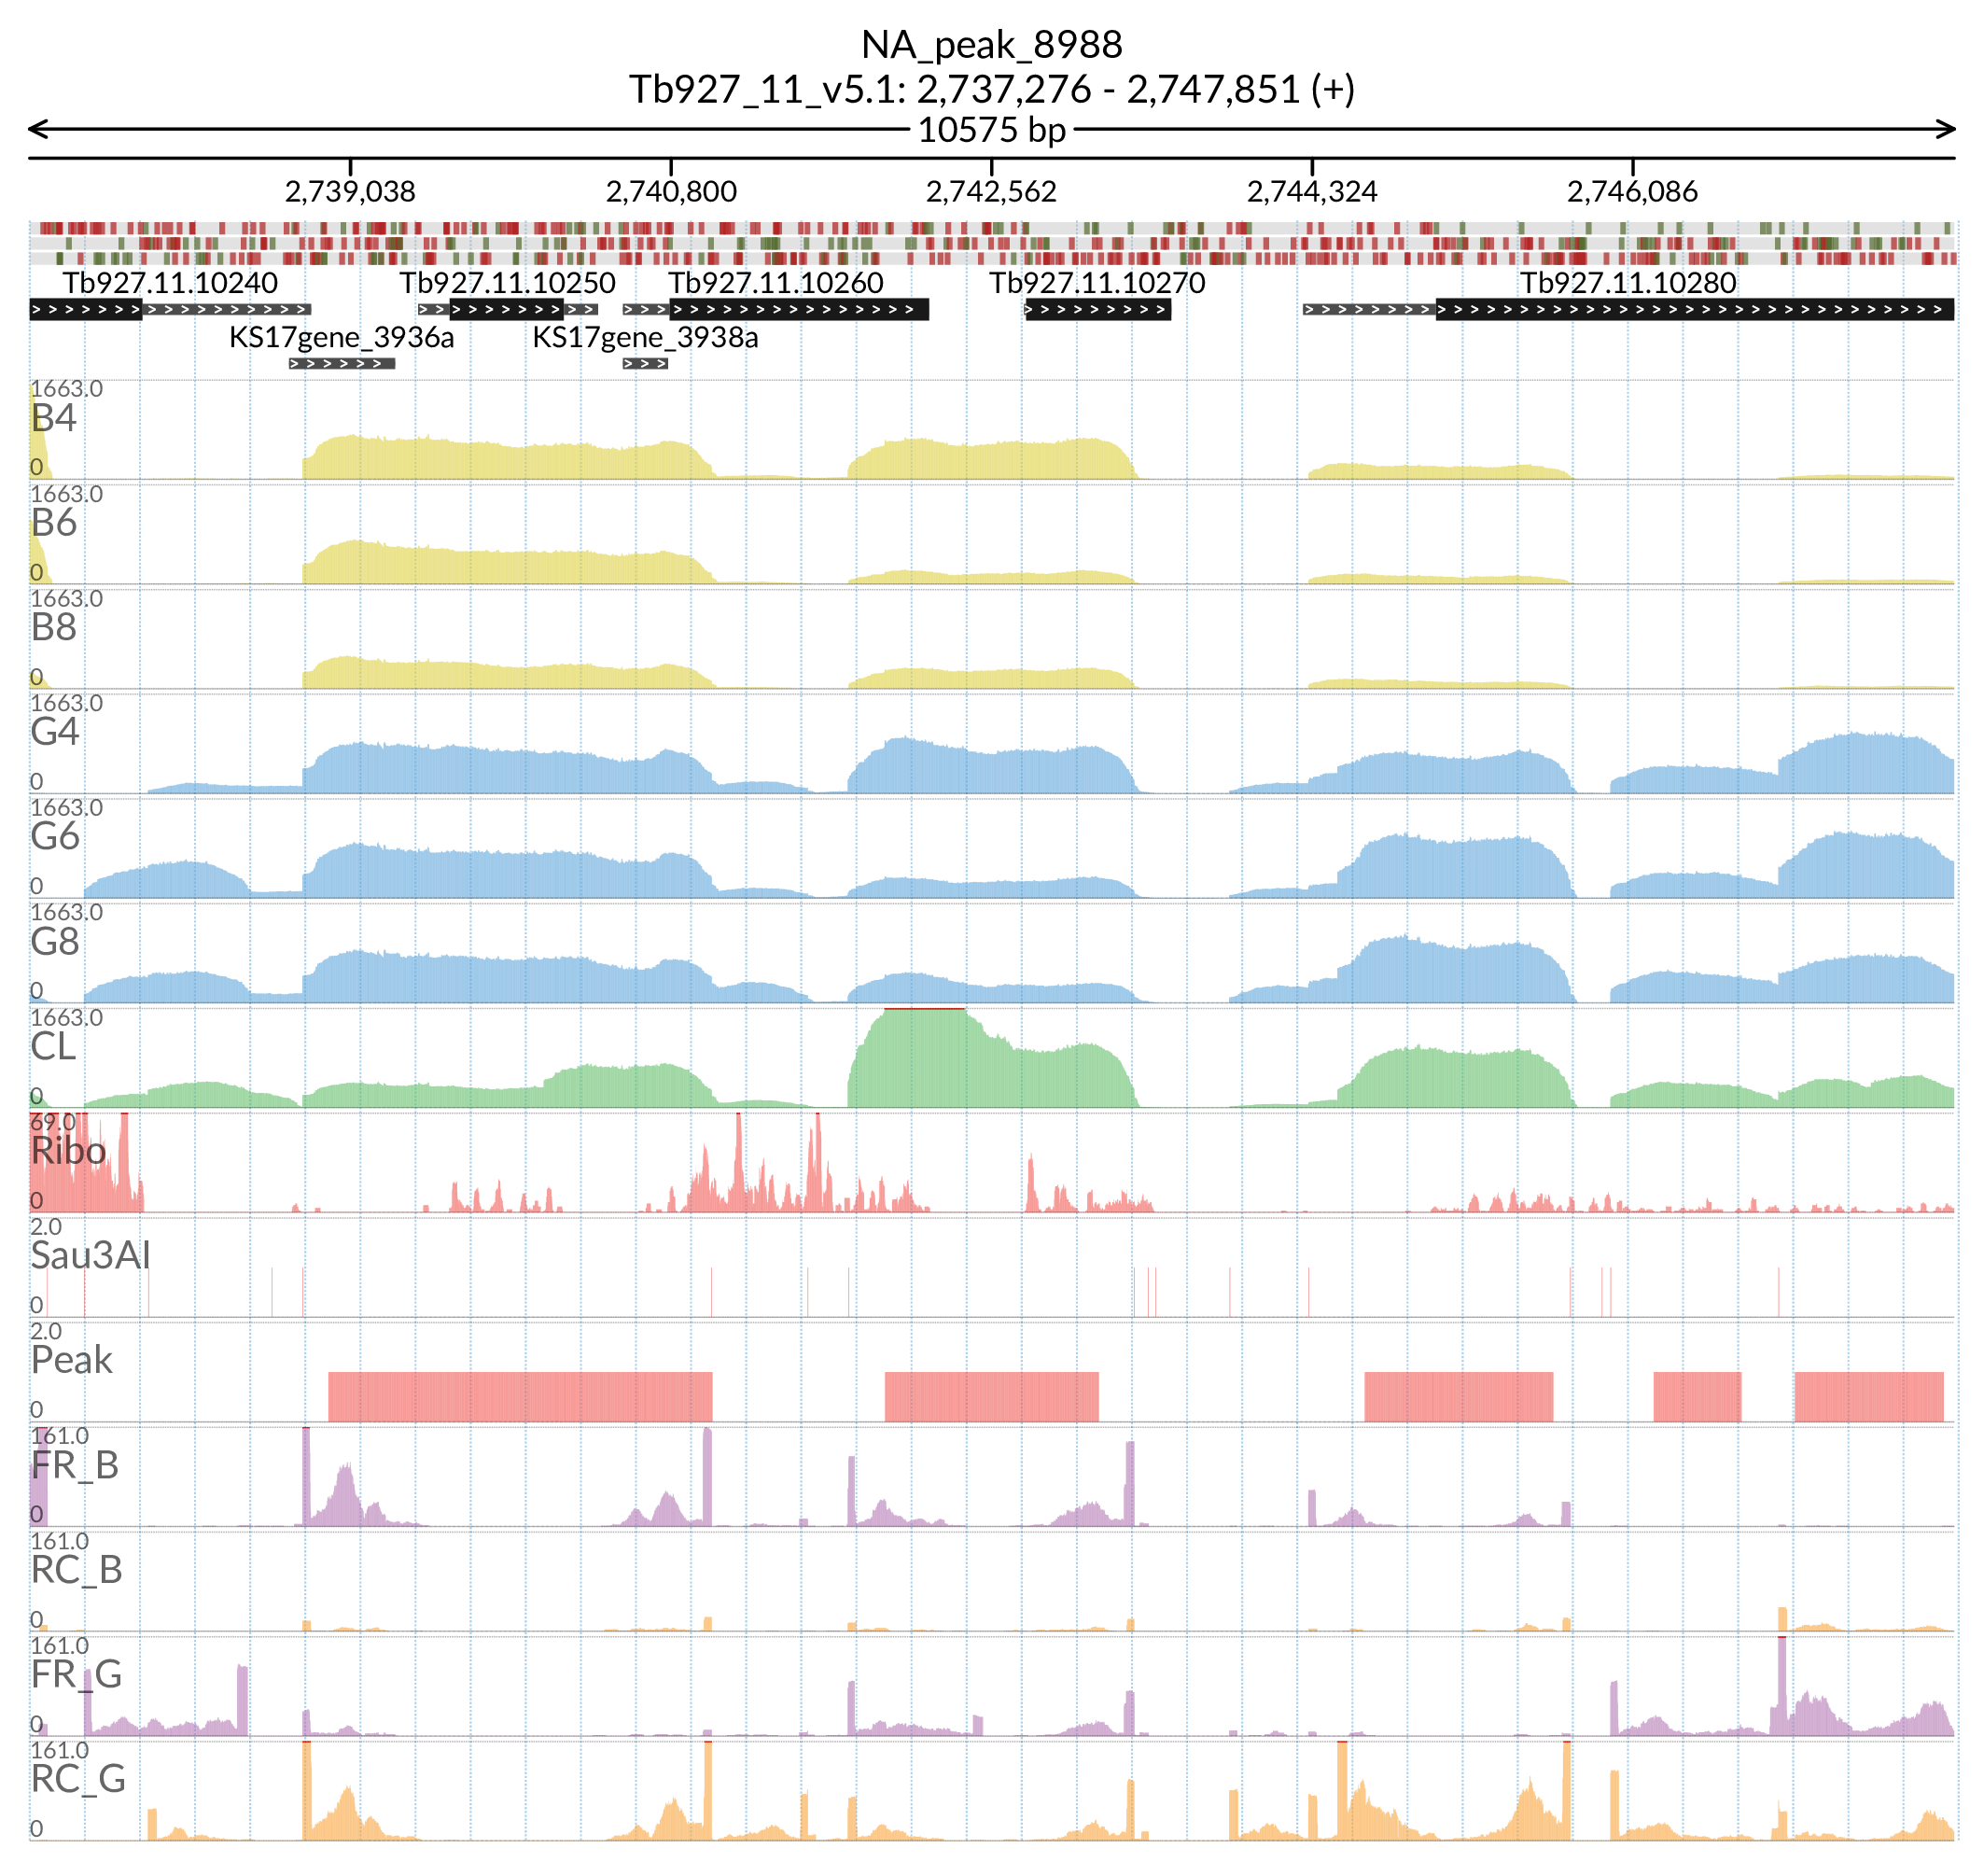 NA_peak_8988
Tb927_11_v5.1: 2,737,276 - 2,747,851 (+)
10575 bp
2,739,038 2,740,800 2,742,562 2,744,324 2,746,086
Tb927.11.10240 Tb927.11.10250 Tb927.11.10260 Tb927.11.10270 Tb927.11.10280
KS17gene_3936a KS17gene_3938a
1663.0
B4
0
1663.0
B6
0
1663.0
B8
0
1663.0
G4
0
1663.0
G6
0
1663.0
G8
0
1663.0
CL
0
69.0
Ribo
0
2.0
Sau3AI
0
2.0
Peak
0
161.0
FR_B
0
161.0
RC_B
0
161.0
FR_G
0
161.0
RC_G
0